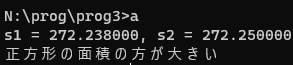 N:\prog\prog3>a
s1 = 272.238000, s2 = 272.250000
正方形の面積の方が大きい